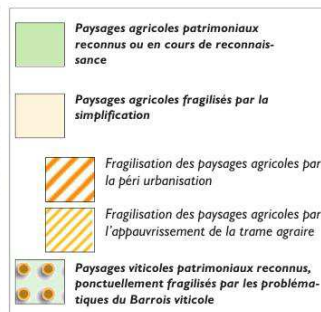 Paysages agricoles patrimoniaux
reconnus ou en cours de reconnais-
sance
Paysages agricoles fragilisés par la
simplification
Fragilisation des paysages agricoles par
la péri urbanisation
Fragilisation des paysages agricoles par
l'appauvrissement de la trame agraire
Paysages viticoles patrimoniaux reconnus,
ponctuellement fragilisés par les probléma-
tiques du Barrois viticole